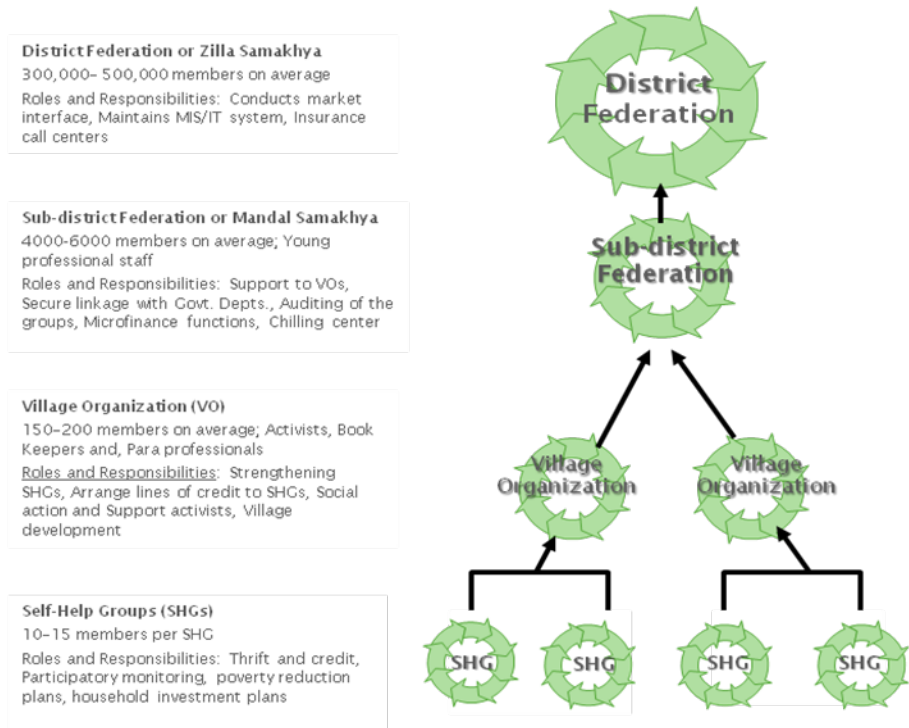 District Federation or Zilla Samakhya
300,000– 500,000 members on average
Roles and Responsibilities: Conducts market
interface, Maintains MIS/IT system, Insurance
call centers
District
Federation
Sub-district Federation or Mandal Samakhya
4000-6000 members on average; Young
professional staff
Roles and Responsibilities: Support to VOs,
Secure linkage with Govt. Depts., Auditing of the
groups, Microfinance functions, Chilling center
Sub-district
Federation
Village Organization (VO)
150–200 members on average; Activists, Book
Keepers and, Para professionals
Roles and Responsibilities: Strengthening
SHGs, Arrange lines of credit to SHGs, Social
action and Support activists, Village
development
Village
Organization
Village
Organization
Self-Help Groups (SHGs)
10–15 members per SHG
Roles and Responsibilities: Thrift and credit,
Participatory monitoring, poverty reduction
plans, household investment plans
SHG
SHG
SHG
SHG